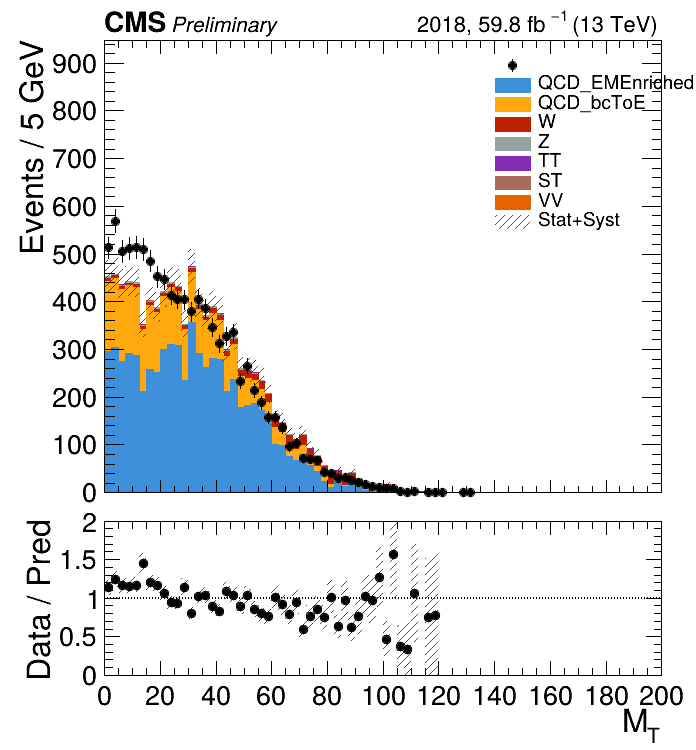 CMS Preliminary 2018, 59.8 fb⁻¹ (13 TeV)
Events / 5 GeV
900
800
700
600
500
400
300
200
100
0
QCD_EMEnriched
QCD_bcToE
W
Z
TT
ST
VV
Stat+Syst
Data / Pred
2
1.5
1
0.5
0
0 20 40 60 80 100 120 140 160 180 200
M_T